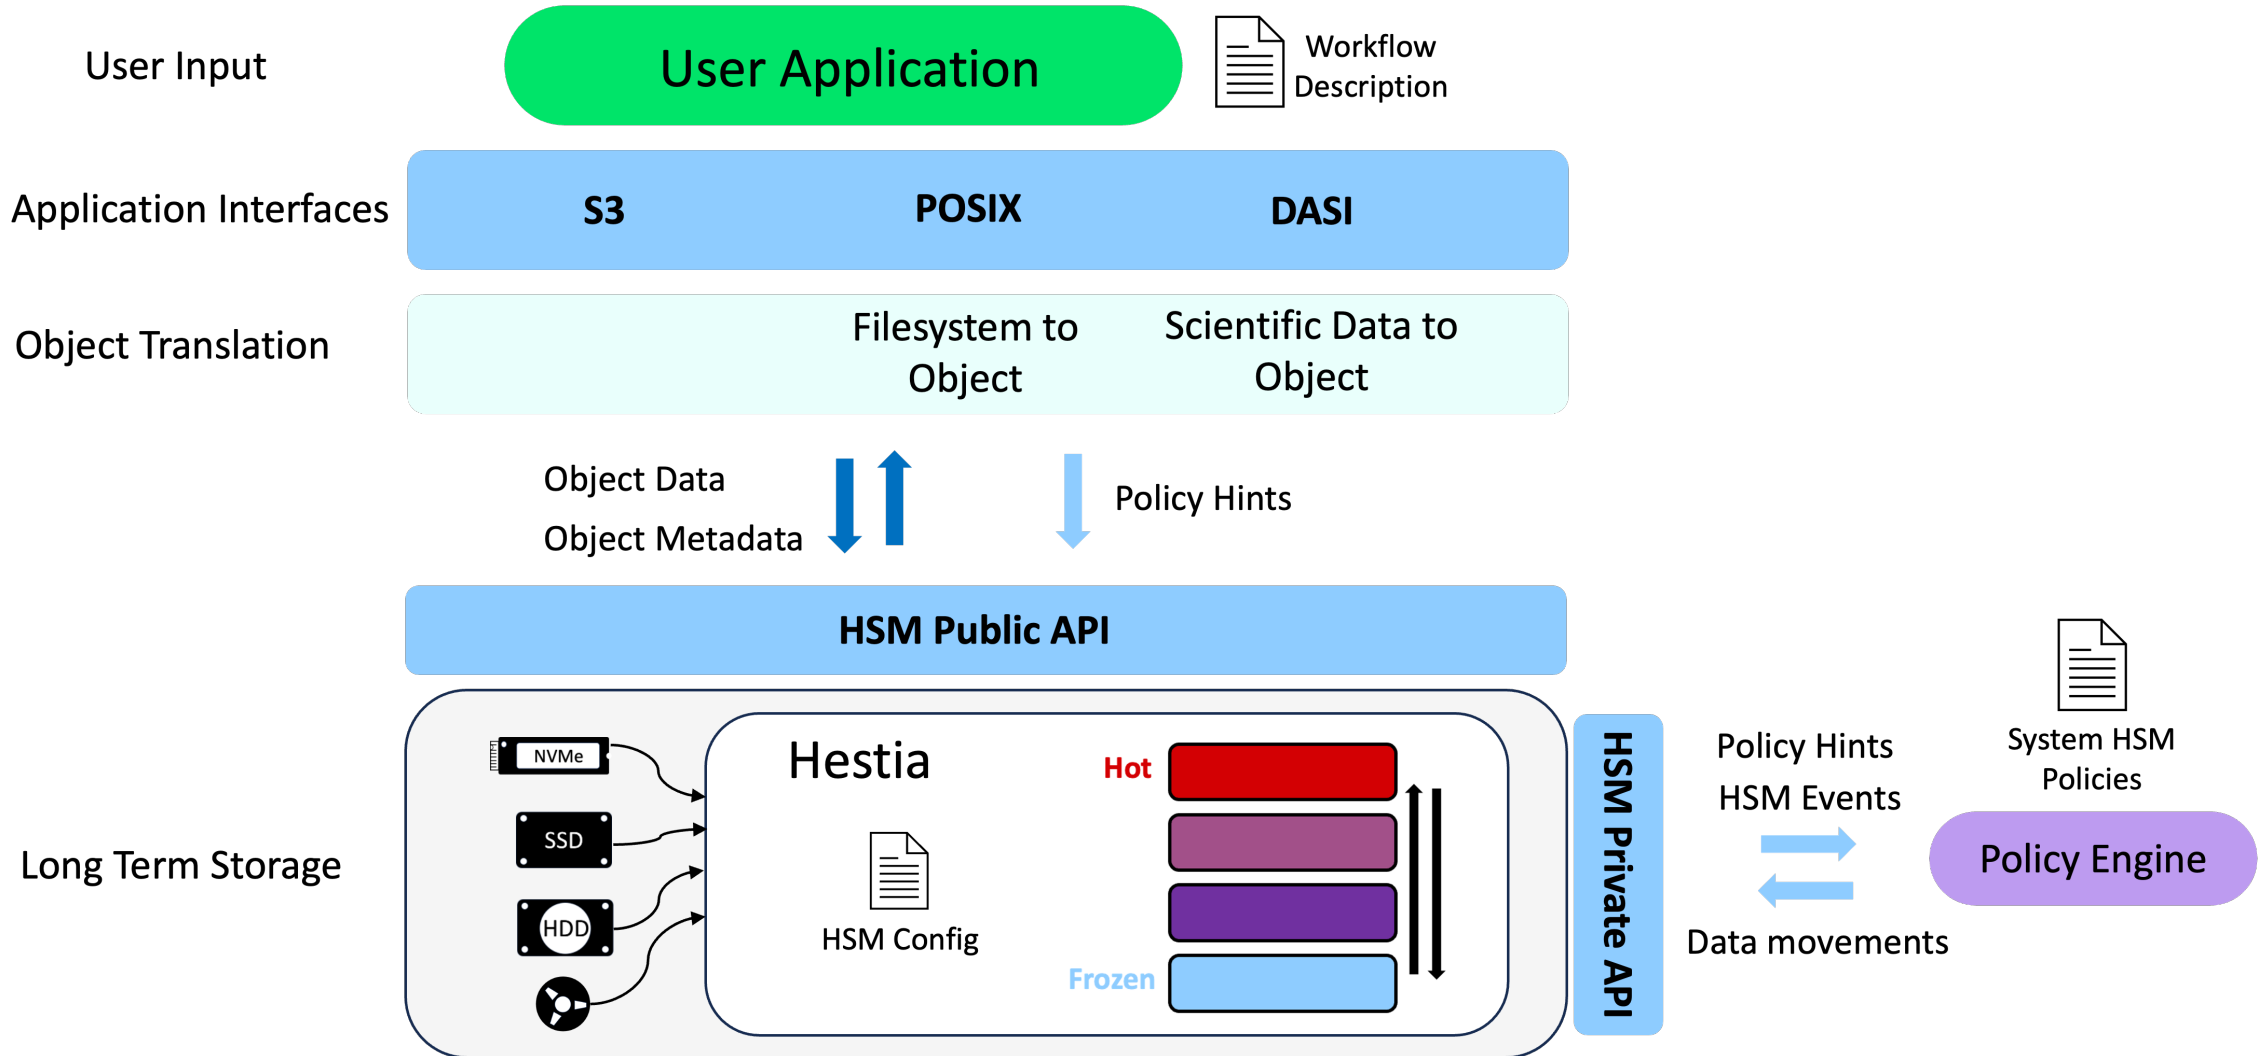 User Input
User Application
Workflow
Description
Application Interfaces
S3
POSIX
DASI
Object Translation
Filesystem to
Object
Scientific Data to
Object
Object Data
Object Metadata
Policy Hints
HSM Public API
Long Term Storage
NVMe
SSD
HDD
Hestia
HSM Config
Hot
Frozen
HSM Private API
Policy Hints
HSM Events
Data movements
System HSM
Policies
Policy Engine